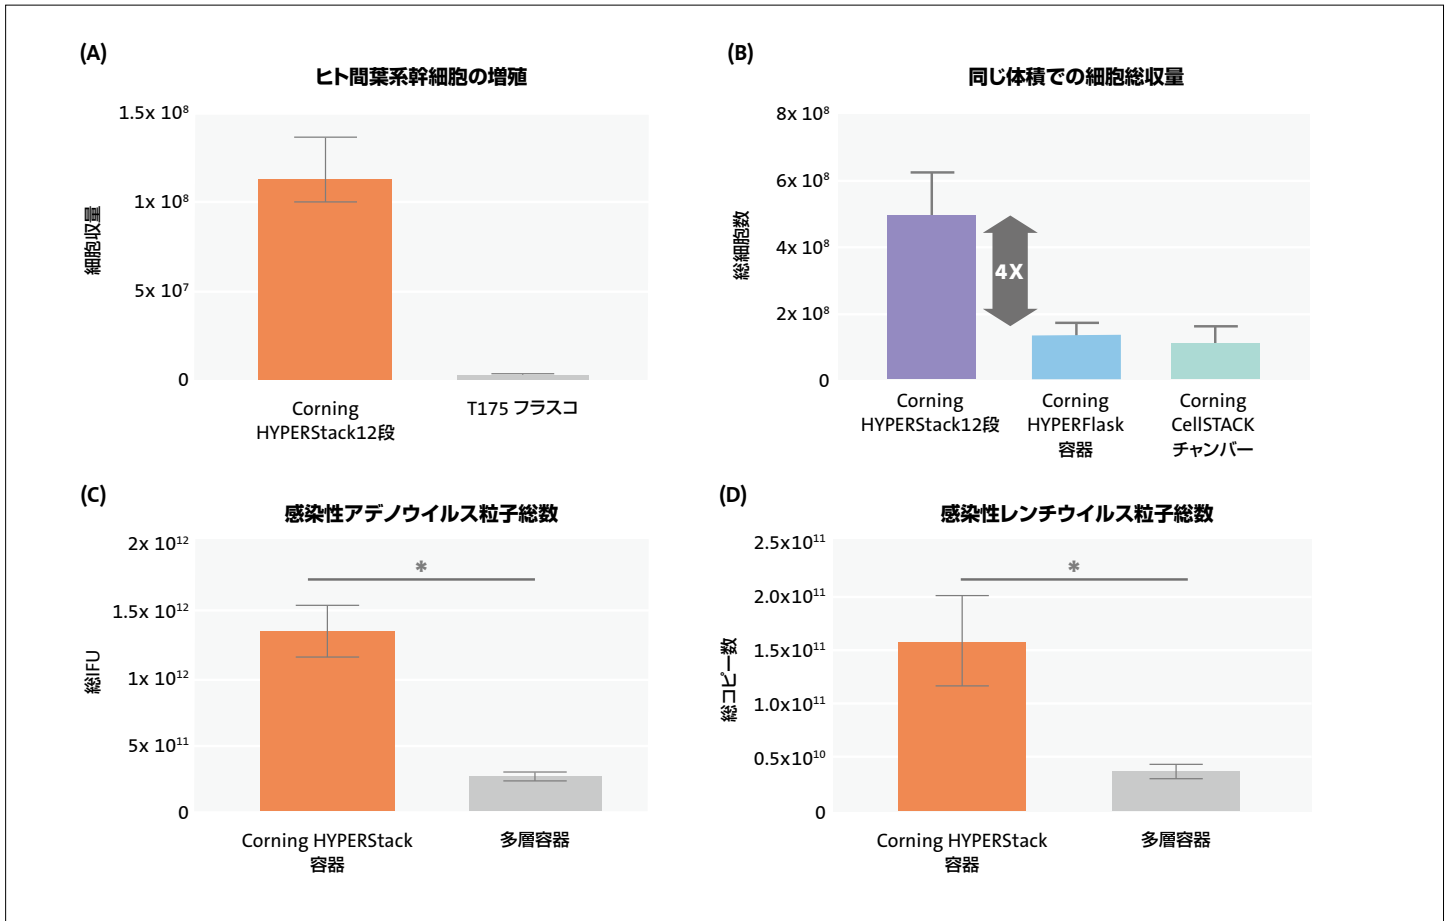 (A)
ヒト間葉系幹細胞の増殖
細胞収量
1.5x 10⁸
1x 10⁸
5x 10⁷
0
Corning
HYPERStack12段
T175 フラスコ
(B)
同じ体積での細胞総収量
総細胞数
8x 10⁸
6x 10⁸
4x 10⁸
2x 10⁸
0
4X
Corning
HYPERStack12段
Corning
HYPERFlask
容器
Corning
CellSTACK
チャンバー
(C)
感染性アデノウイルス粒子総数
総IFU
2x 10¹²
1.5x 10¹²
1x 10¹²
5x 10¹¹
0
*
Corning HYPERStack
容器
多層容器
(D)
感染性レンチウイルス粒子総数
総コピー数
2.5x10¹¹
2.0x10¹¹
1.5x10¹¹
1.0x10¹¹
0.5x10¹⁰
0
*
Corning HYPERStack
容器
多層容器